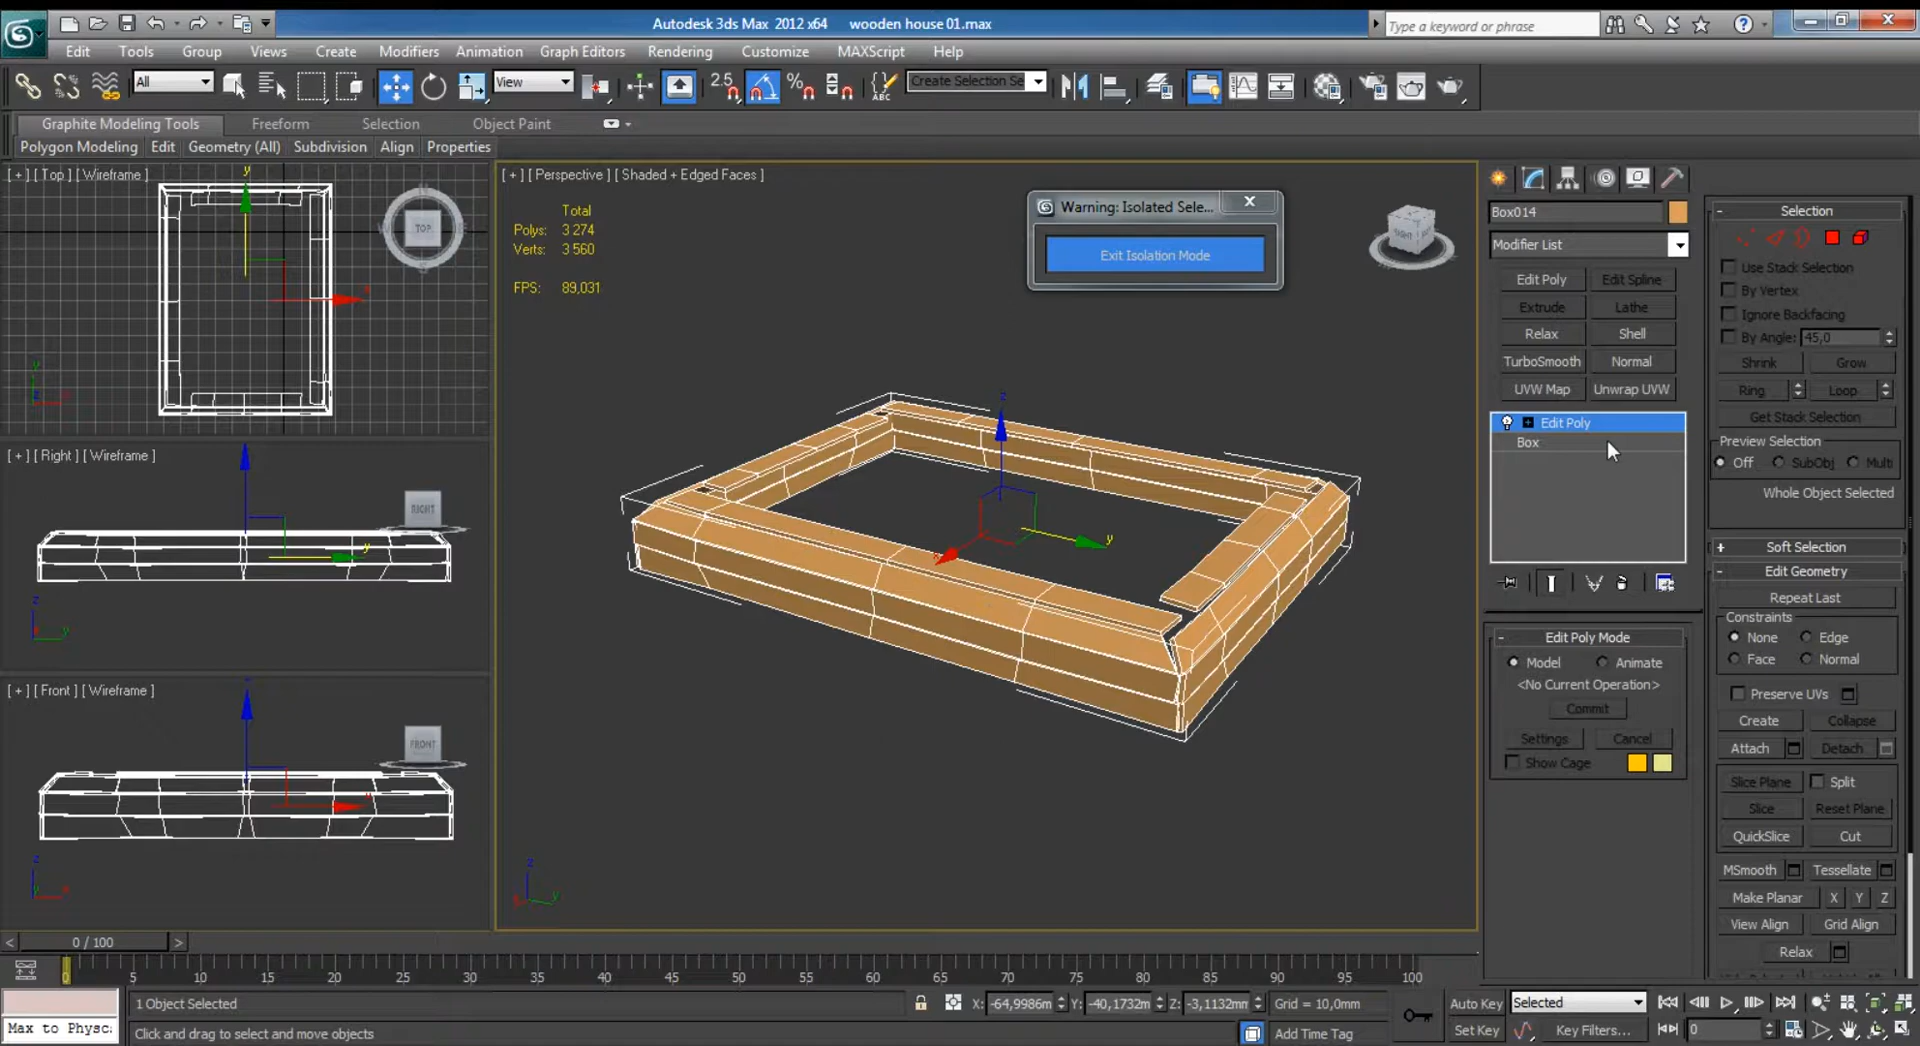 Autodesk 3ds Max 2012 x64 wooden house 01.max
Type a keyword or phrase
Edit Tools Group Views Create Modifiers Animation Graph Editors Rendering Customize MAXScript Help
All
View
2.5
%
ABC
Create Selection Se
Graphite Modeling Tools Freeform Selection Object Paint
Polygon Modeling Edit Geometry (All) Subdivision Align Properties
[ + ] [ Top ] [ Wireframe ]
y
TOP
x
[ + ] [ Right ] [ Wireframe ]
RIGHT
y
z
y
[ + ] [ Front ] [ Wireframe ]
FRONT
z
x
[ + ] [ Perspective ] [ Shaded + Edged Faces ]
Total
Polys: 3 274
Verts: 3 560
FPS: 89,031
Warning: Isolated Sele...
Exit Isolation Mode
RIGHT
z
y
z
y
Box014
Modifier List
Edit Poly Edit Spline
Extrude Lathe
Relax Shell
TurboSmooth Normal
UVW Map Unwrap UVW
Edit Poly
Box
- Edit Poly Mode
Model Animate
<No Current Operation>
Commit
Settings Cancel
Show Cage
- Selection
Use Stack Selection
By Vertex
Ignore Backfacing
By Angle: 45,0
Shrink Grow
Ring Loop
Get Stack Selection
Preview Selection
Off SubObj Multi
Whole Object Selected
+ Soft Selection
- Edit Geometry
Repeat Last
Constraints
None Edge
Face Normal
Preserve UVs
Create Collapse
Attach Detach
Slice Plane Split
Slice Reset Plane
QuickSlice Cut
MSmooth Tessellate
Make Planar X Y Z
View Align Grid Align
Relax
< 0 / 100 >
0 5 10 15 20 25 30 35 40 45 50 55 60 65 70 75 80 85 90 95 100
1 Object Selected X: -64,9986m Y: -40,1732m Z: -3,1132mm Grid = 10,0mm Auto Key Selected
Max to Physc: Click and drag to select and move objects Add Time Tag Set Key Key Filters... 0